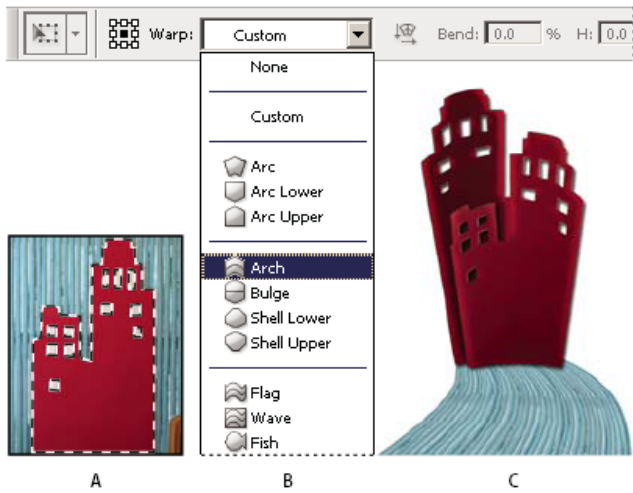 Warp: Custom Bend: 0.0 % H: 0.0
None
Custom
Arc
Arc Lower
Arc Upper
Arch
Bulge
Shell Lower
Shell Upper
Flag
Wave
Fish
A B C